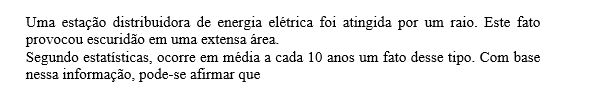 Uma estação distribuidora de energia elétrica foi atingida por um raio. Este fato
provocou escuridão em uma extensa área.
Segundo estatísticas, ocorre em média a cada 10 anos um fato desse tipo. Com base
nessa informação, pode-se afirmar que